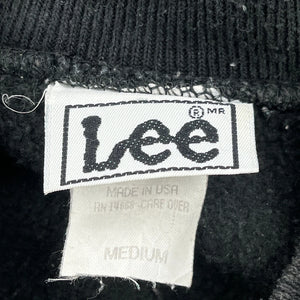 Lee ® MR
MADE IN USA
RN 14668-CARE OVER
MEDIUM